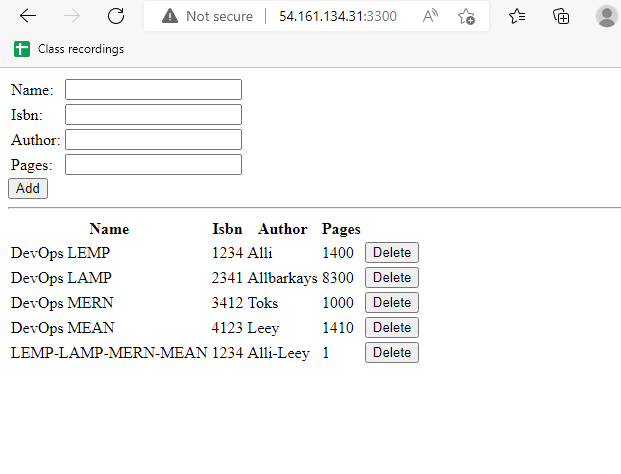 Not secure | 54.161.134.31:3300
Class recordings
Name:
Isbn:
Author:
Pages:
Add
Name Isbn Author Pages
DevOps LEMP 1234 Alli 1400 Delete
DevOps LAMP 2341 Allbarkays 8300 Delete
DevOps MERN 3412 Toks 1000 Delete
DevOps MEAN 4123 Leey 1410 Delete
LEMP-LAMP-MERN-MEAN 1234 Alli-Leey 1 Delete